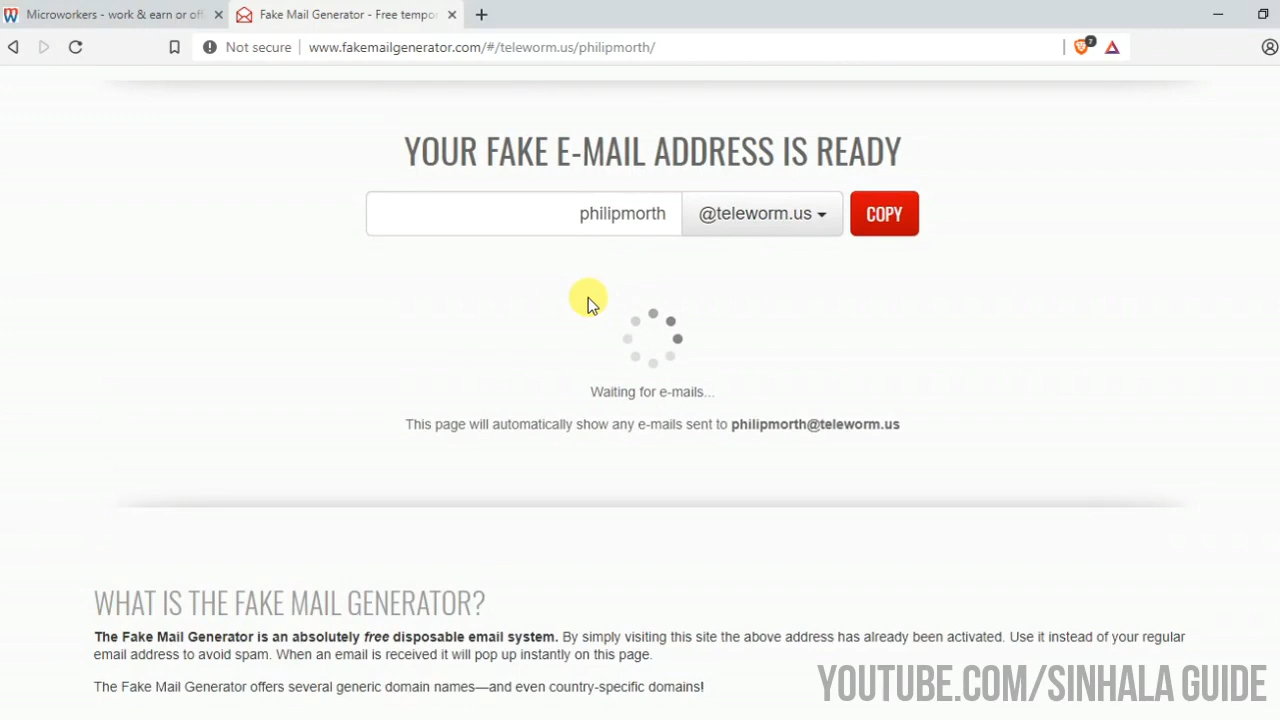 Microworkers - work & earn or off
Fake Mail Generator - Free tempor
Not secure
www.fakemailgenerator.com/#/teleworm.us/philipmorth/
7
YOUR FAKE E-MAIL ADDRESS IS READY
philipmorth
@teleworm.us
COPY
Waiting for e-mails...
This page will automatically show any e-mails sent to philipmorth@teleworm.us
WHAT IS THE FAKE MAIL GENERATOR?
The Fake Mail Generator is an absolutely free disposable email system. By simply visiting this site the above address has already been activated. Use it instead of your regular
email address to avoid spam. When an email is received it will pop up instantly on this page.
The Fake Mail Generator offers several generic domain names—and even country-specific domains!
YOUTUBE.COM/SINHALA GUIDE